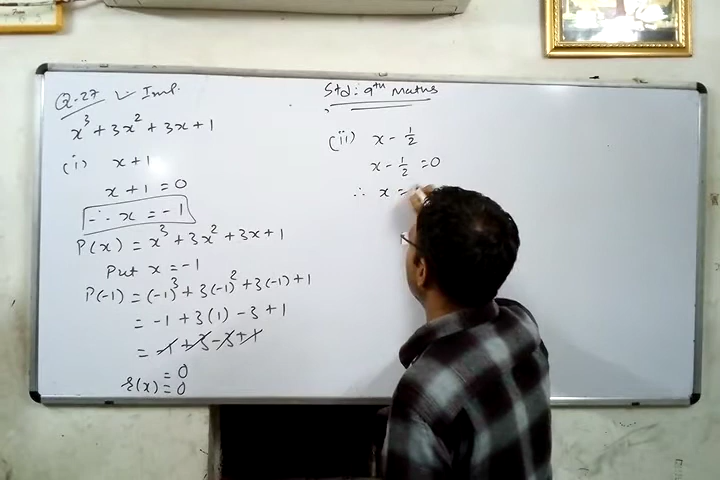 Q-27 Imp.
x³ + 3x² + 3x + 1
(i) x + 1
x + 1 = 0
∴ x = -1
P(x) = x³ + 3x² + 3x + 1
Put x = -1
P(-1) = (-1)³ + 3(-1)² + 3(-1) + 1
= -1 + 3(1) - 3 + 1
= -1 + 3 - 3 + 1
= 0
r(x) = 0
Std : 9th Maths
(ii) x - 1/2
x - 1/2 = 0
∴ x =